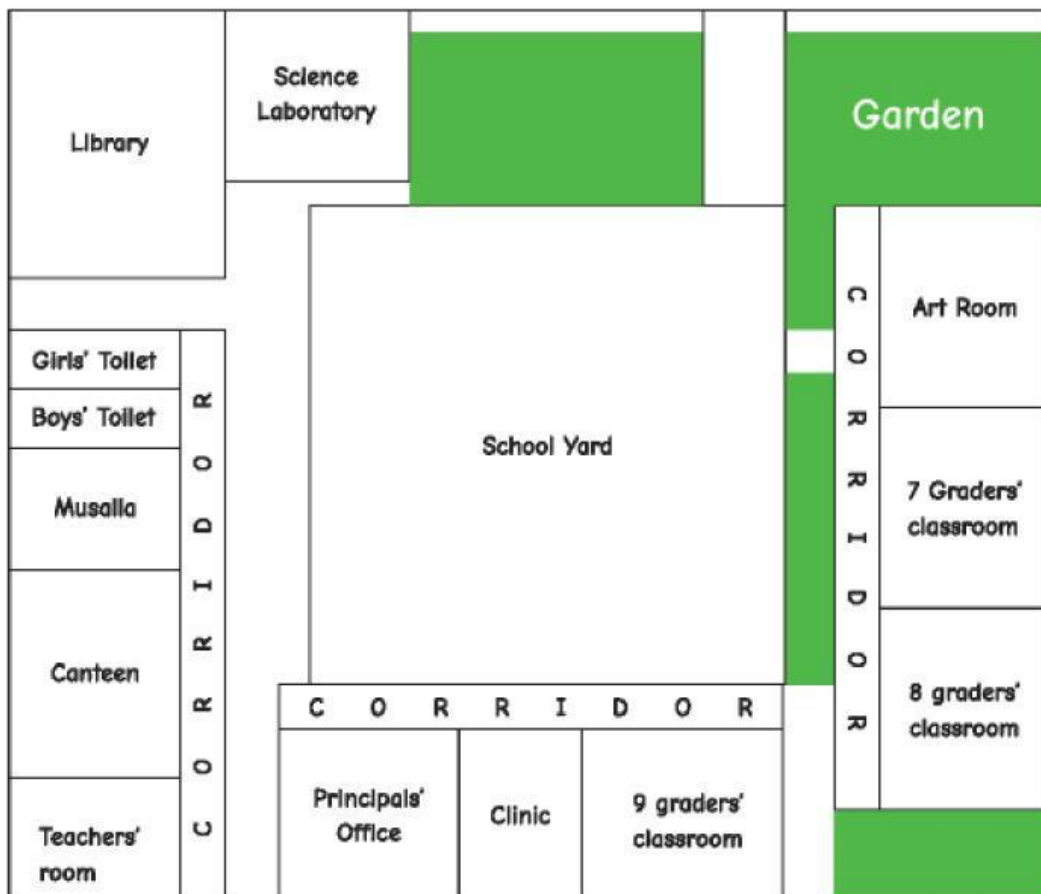 Library
Science
Laboratory
Garden
Girls' Toilet
Boys' Toilet
Musalla
Canteen
Teachers'
room
CORRIDOR
School Yard
CORRIDOR
Principals'
Office
Clinic
9 graders'
classroom
CORRIDOR
Art Room
7 Graders'
classroom
8 graders'
classroom